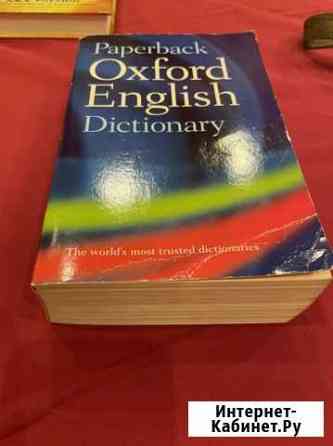 Paperback
Oxford
English
Dictionary
The world's most trusted dictionaries
Интернет-
Кабинет.Ру